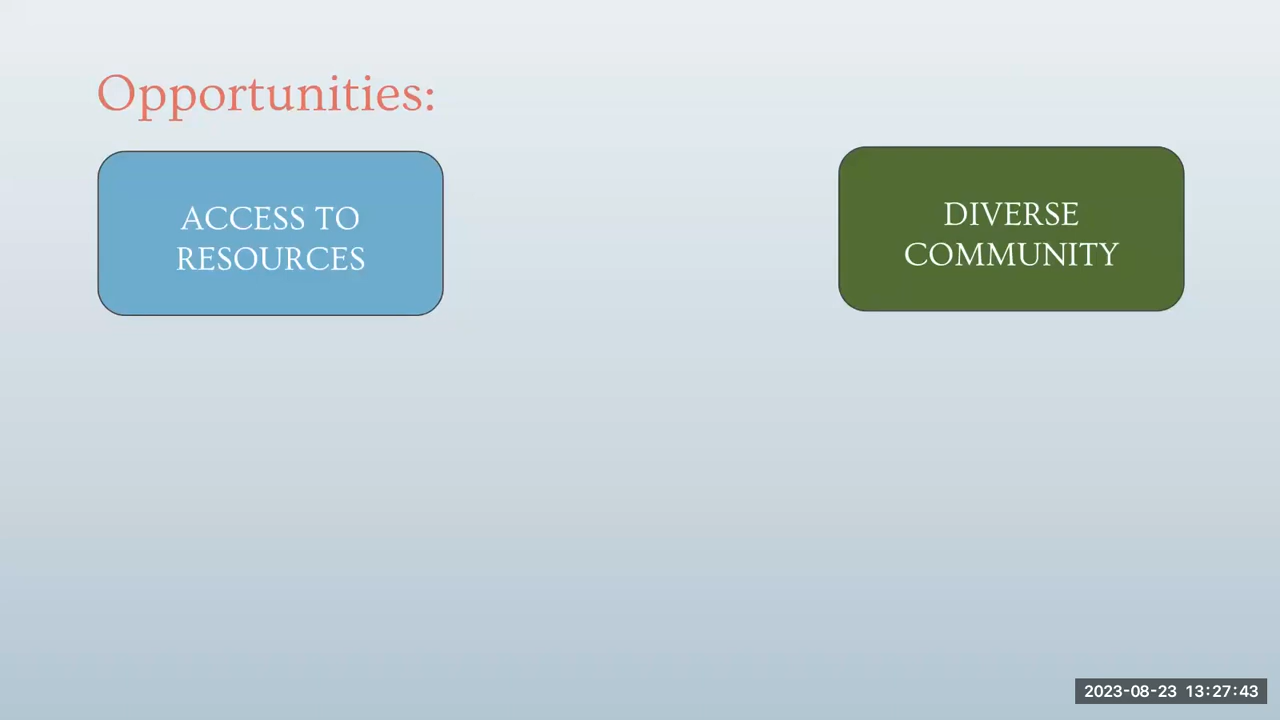 Opportunities:
ACCESS TO
RESOURCES
DIVERSE
COMMUNITY
2023-08-23 13:27:43